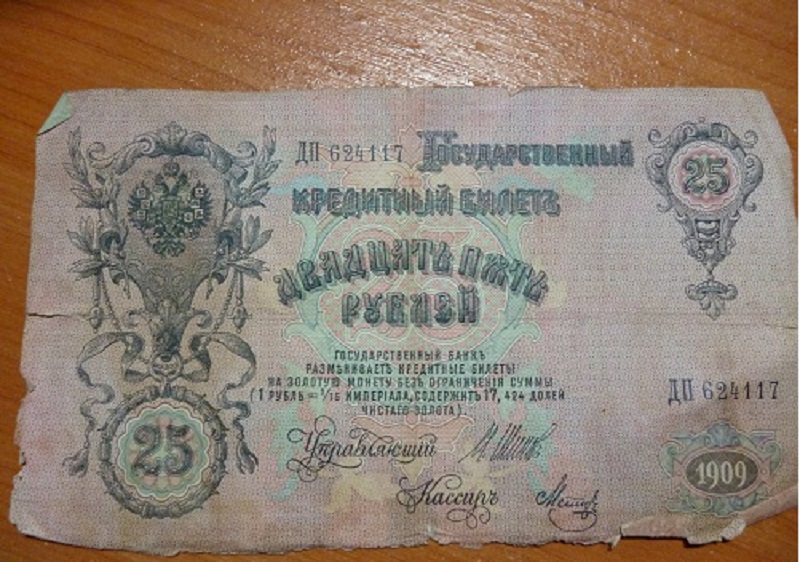 ДП 624117 Государственный
25
Кредитный Билетъ
Двадцать пять
рублей
Государственный Банкъ
размѣниваетъ кредитные билеты
на золотую монету безъ ограниченія суммы
(1 рубль = 1/15 имперіала, содержитъ 17,424 долей
чистаго золота).
ДП 624117
25
Управляющій
Кассиръ
1909